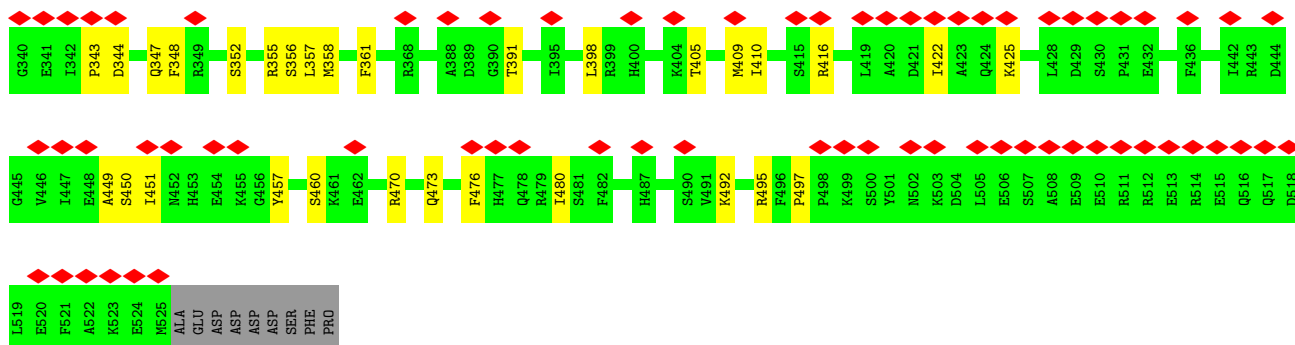 G340 E341 I342 P343 D344 Q347 F348 R349 S352 R355 S356 L357 M358 F361 R368 A388 D389 G390 T391 I395 L398 R399 H400 K404 T405 M409 I410 S415 R416 L419 A420 D421 I422 A423 Q424 K425 L428 D429 S430 P431 E432 F436 I442 R443 D444
G445 V446 I447 E448 A449 S450 I451 N452 H453 E454 K455 G456 Y457 S460 K461 E462 R470 Q473 F476 H477 Q478 R479 I480 S481 F482 H487 S490 V491 K492 R495 F496 P497 P498 K499 S500 Y501 N502 K503 D504 L505 E506 S507 A508 E509 E510 R511 R512 E513 R514 E515 Q516 Q517 D518
L519 E520 F521 A522 K523 E524 M525 ALA GLU ASP ASP ASP ASP SER PHE PRO